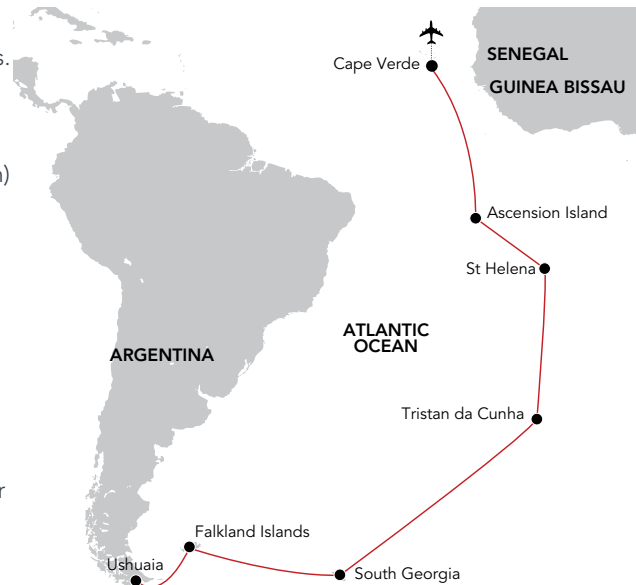 s.
Cape Verde
SENEGAL
GUINEA BISSAU
n)
Ascension Island
St Helena
ATLANTIC
OCEAN
ARGENTINA
Tristan da Cunha
r
Falkland Islands
Ushuaia
South Georgia